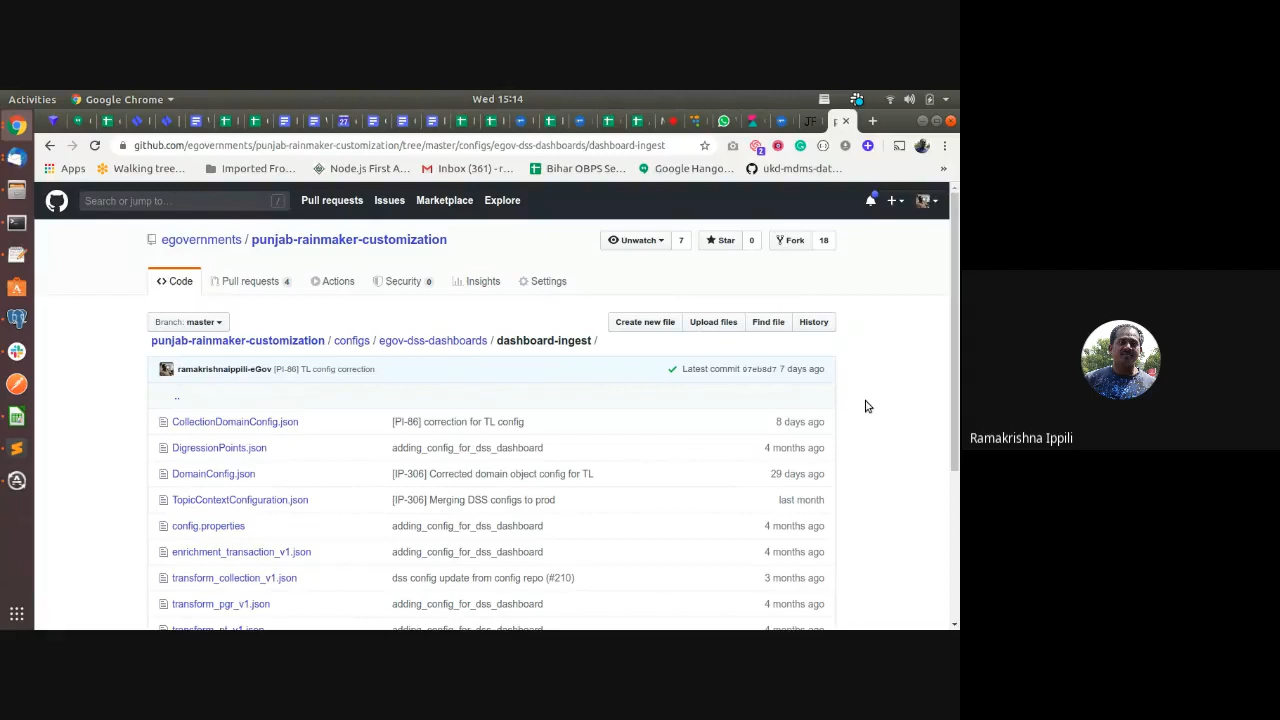 Activities Google Chrome Wed 15:14
27 JF p
github.com/egovernments/punjab-rainmaker-customization/tree/master/configs/egov-dss-dashboards/dashboard-ingest 2
Apps Walking tree... Imported Fro... Node.js First A... Inbox (361) - r... Bihar OBPS Se... Google Hango... ukd-mdms-dat... »
Search or jump to... / Pull requests Issues Marketplace Explore
egovernments / punjab-rainmaker-customization Unwatch 7 Star 0 Fork 18
Code Pull requests 4 Actions Security 0 Insights Settings
Branch: master Create new file Upload files Find file History
punjab-rainmaker-customization / configs / egov-dss-dashboards / dashboard-ingest /
ramakrishnaippili-eGov [PI-86] TL config correction Latest commit 97eb8d7 7 days ago
..
CollectionDomainConfig.json [PI-86] correction for TL config 8 days ago
DigressionPoints.json adding_config_for_dss_dashboard 4 months ago
DomainConfig.json [IP-306] Corrected domain object config for TL 29 days ago
TopicContextConfiguration.json [IP-306] Merging DSS configs to prod last month
config.properties adding_config_for_dss_dashboard 4 months ago
enrichment_transaction_v1.json adding_config_for_dss_dashboard 4 months ago
transform_collection_v1.json dss config update from config repo (#210) 3 months ago
transform_pgr_v1.json adding_config_for_dss_dashboard 4 months ago
transform_pt_v1.json adding_config_for_dss_dashboard 4 months ago
Ramakrishna Ippili